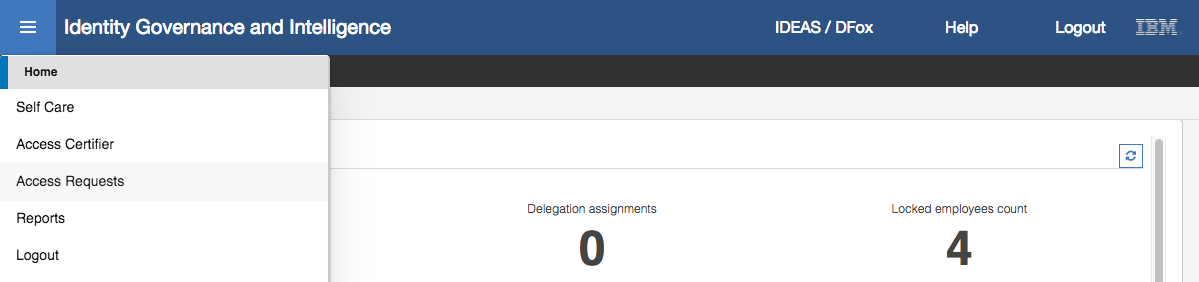 Identity Governance and Intelligence
IDEAS / DFox
Help
Logout
IBM
Home
Self Care
Access Certifier
Access Requests
Reports
Logout
Delegation assignments
0
Locked employees count
4